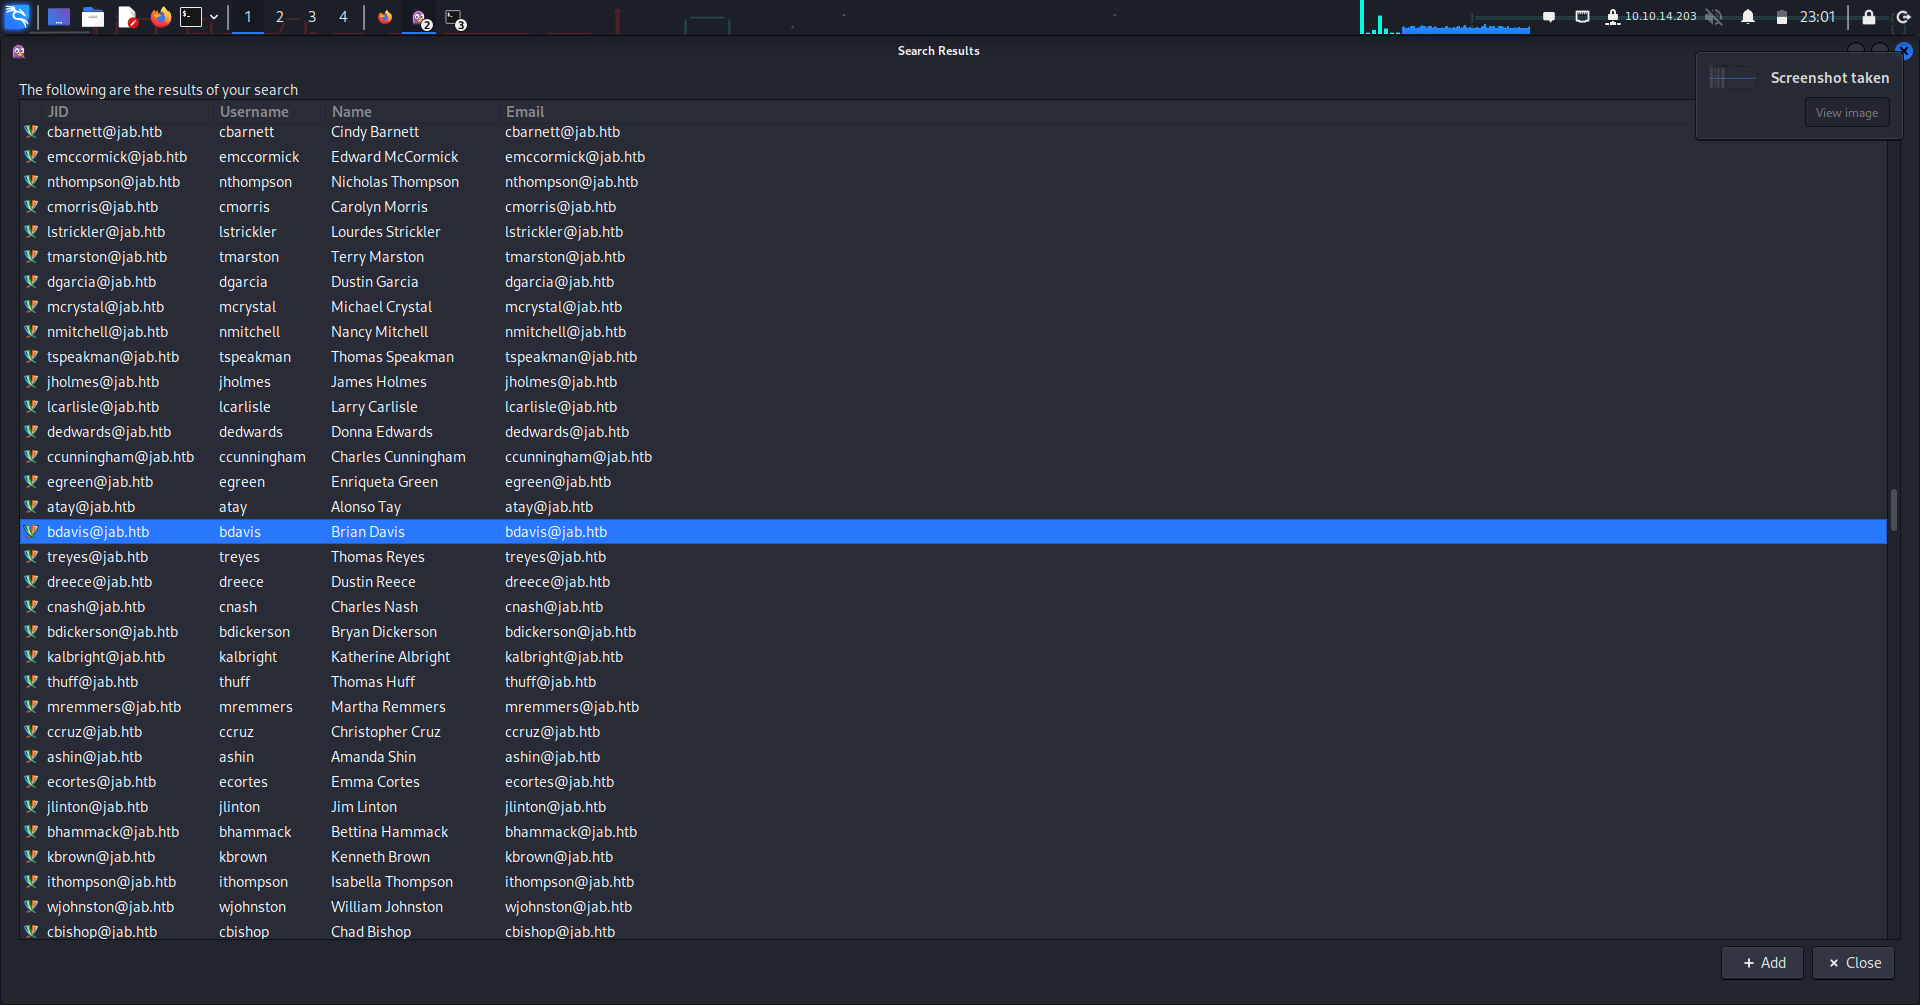 1 2 3 4 2 3 10.10.14.203 23:01
Search Results
Screenshot taken
View image
The following are the results of your search
JID Username Name Email
cbarnett@jab.htb cbarnett Cindy Barnett cbarnett@jab.htb
emccormick@jab.htb emccormick Edward McCormick emccormick@jab.htb
nthompson@jab.htb nthompson Nicholas Thompson nthompson@jab.htb
cmorris@jab.htb cmorris Carolyn Morris cmorris@jab.htb
lstrickler@jab.htb lstrickler Lourdes Strickler lstrickler@jab.htb
tmarston@jab.htb tmarston Terry Marston tmarston@jab.htb
dgarcia@jab.htb dgarcia Dustin Garcia dgarcia@jab.htb
mcrystal@jab.htb mcrystal Michael Crystal mcrystal@jab.htb
nmitchell@jab.htb nmitchell Nancy Mitchell nmitchell@jab.htb
tspeakman@jab.htb tspeakman Thomas Speakman tspeakman@jab.htb
jholmes@jab.htb jholmes James Holmes jholmes@jab.htb
lcarlisle@jab.htb lcarlisle Larry Carlisle lcarlisle@jab.htb
dedwards@jab.htb dedwards Donna Edwards dedwards@jab.htb
ccunningham@jab.htb ccunningham Charles Cunningham ccunningham@jab.htb
egreen@jab.htb egreen Enriqueta Green egreen@jab.htb
atay@jab.htb atay Alonso Tay atay@jab.htb
bdavis@jab.htb bdavis Brian Davis bdavis@jab.htb
treyes@jab.htb treyes Thomas Reyes treyes@jab.htb
dreece@jab.htb dreece Dustin Reece dreece@jab.htb
cnash@jab.htb cnash Charles Nash cnash@jab.htb
bdickerson@jab.htb bdickerson Bryan Dickerson bdickerson@jab.htb
kalbright@jab.htb kalbright Katherine Albright kalbright@jab.htb
thuff@jab.htb thuff Thomas Huff thuff@jab.htb
mremmers@jab.htb mremmers Martha Remmers mremmers@jab.htb
ccruz@jab.htb ccruz Christopher Cruz ccruz@jab.htb
ashin@jab.htb ashin Amanda Shin ashin@jab.htb
ecortes@jab.htb ecortes Emma Cortes ecortes@jab.htb
jlinton@jab.htb jlinton Jim Linton jlinton@jab.htb
bhammack@jab.htb bhammack Bettina Hammack bhammack@jab.htb
kbrown@jab.htb kbrown Kenneth Brown kbrown@jab.htb
ithompson@jab.htb ithompson Isabella Thompson ithompson@jab.htb
wjohnston@jab.htb wjohnston William Johnston wjohnston@jab.htb
cbishop@jab.htb cbishop Chad Bishop cbishop@jab.htb
Add Close